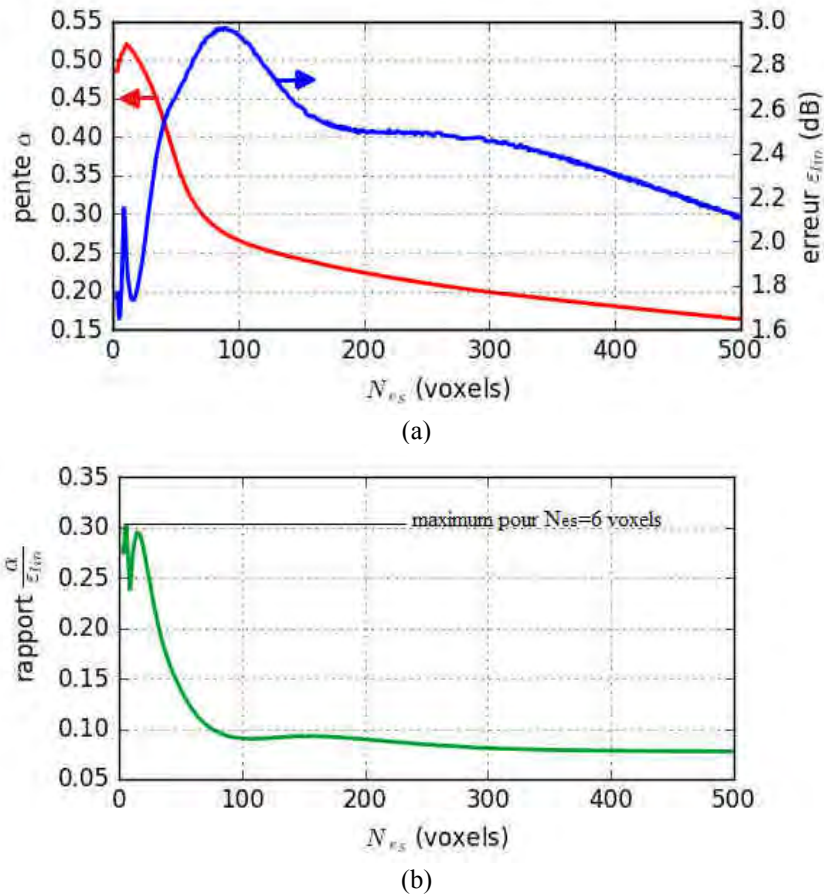 0.55
0.50
0.45
0.40
0.35
0.30
0.25
0.20
0.15
pente α
3.0
2.8
2.6
2.4
2.2
2.0
1.8
1.6
erreur ε_lin (dB)
0 100 200 300 400 500
N_es (voxels)
(a)
0.35
0.30
0.25
0.20
0.15
0.10
0.05
rapport α/ε_lin
maximum pour Nes=6 voxels
0 100 200 300 400 500
N_es (voxels)
(b)